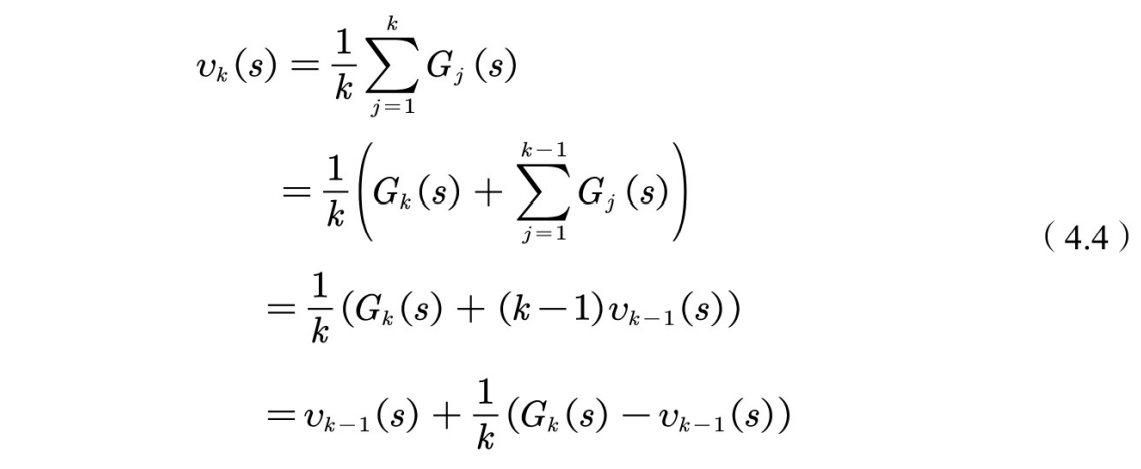 $v_k(s) = \frac{1}{k} \sum_{j=1}^{k} G_j(s)$
$= \frac{1}{k} \left( G_k(s) + \sum_{j=1}^{k-1} G_j(s) \right)$
（4.4）
$= \frac{1}{k} (G_k(s) + (k-1) v_{k-1}(s))$
$= v_{k-1}(s) + \frac{1}{k} (G_k(s) - v_{k-1}(s))$